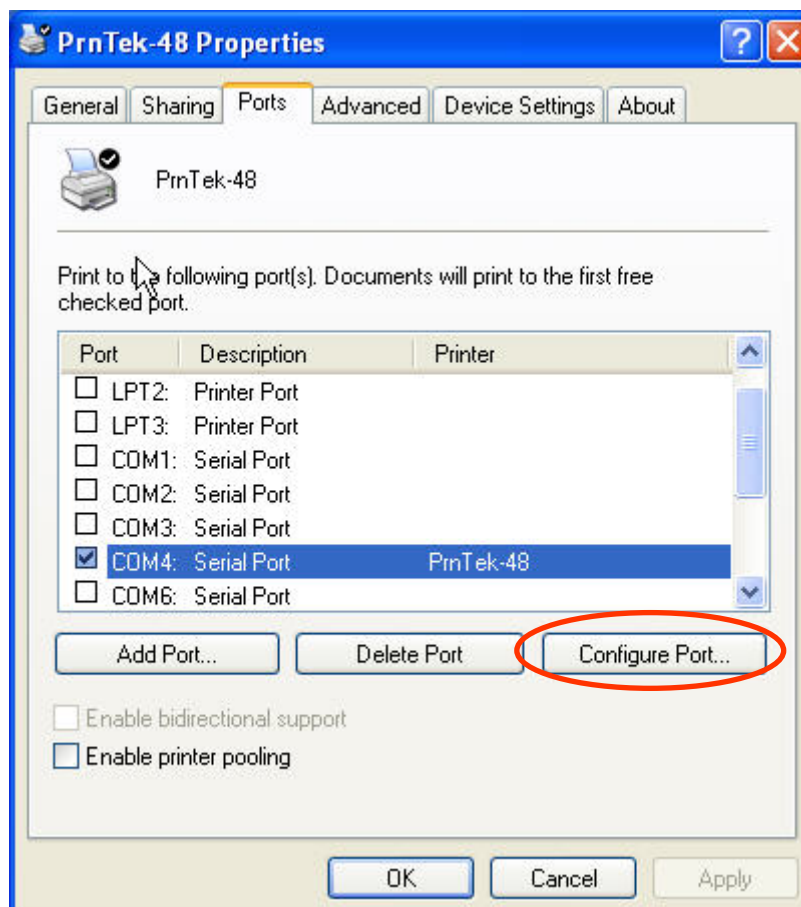 PrnTek-48 Properties
General Sharing Ports Advanced Device Settings About
PrnTek-48
Print to the following port(s). Documents will print to the first free
checked port.
Port Description Printer
LPT2: Printer Port
LPT3: Printer Port
COM1: Serial Port
COM2: Serial Port
COM3: Serial Port
COM4: Serial Port PrnTek-48
COM6: Serial Port
Add Port... Delete Port Configure Port...
Enable bidirectional support
Enable printer pooling
OK Cancel Apply